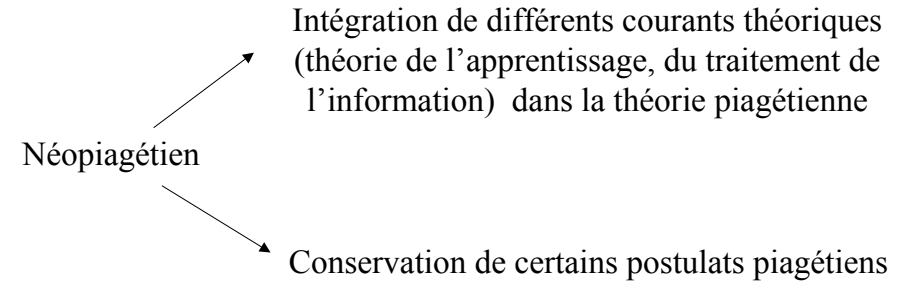 Intégration de différents courants théoriques
(théorie de l’apprentissage, du traitement de
l’information) dans la théorie piagétienne
Néopiagétien
Conservation de certains postulats piagétiens